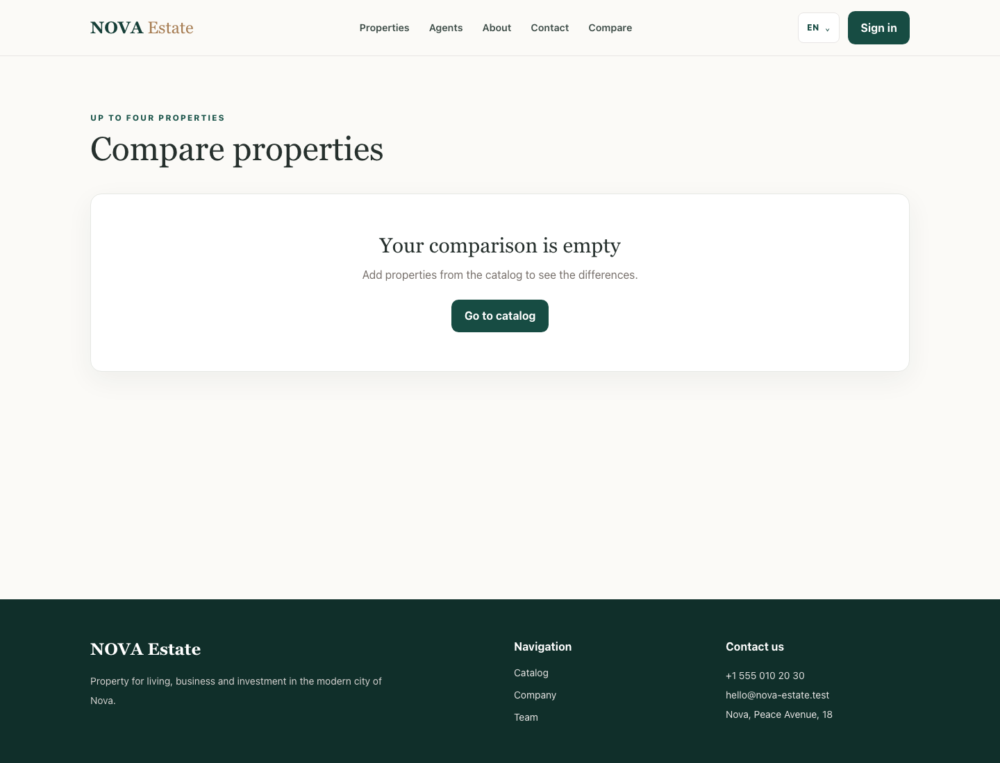 NOVA Estate
Properties
Agents
About
Contact
Compare
EN
Sign in
UP TO FOUR PROPERTIES
Compare properties
Your comparison is empty
Add properties from the catalog to see the differences.
Go to catalog
NOVA Estate
Property for living, business and investment in the modern city of
Nova.
Navigation
Catalog
Company
Team
Contact us
+1 555 010 20 30
hello@nova-estate.test
Nova, Peace Avenue, 18